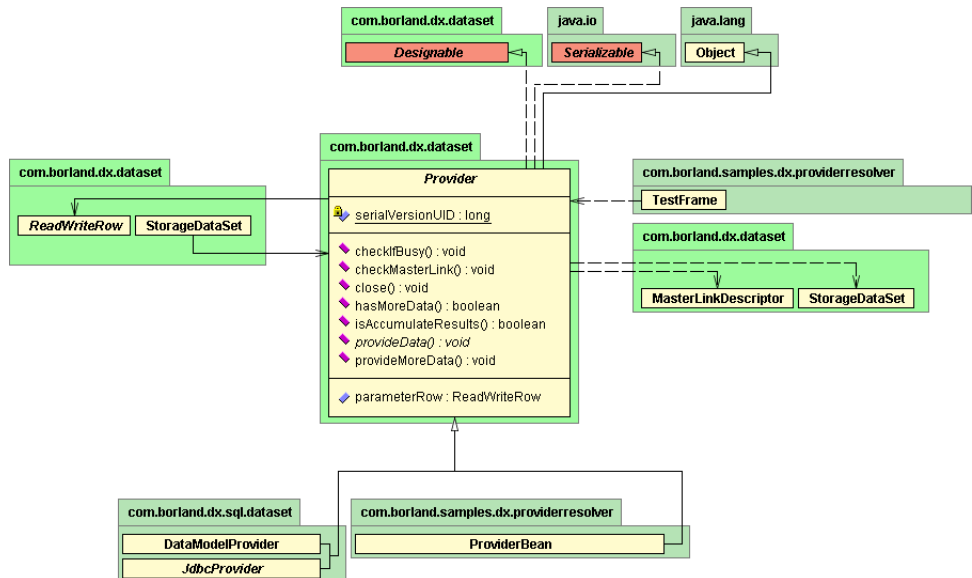 com.borland.dx.dataset
Designable
java.io
Serializable
java.lang
Object
com.borland.dx.dataset
ReadWriteRow
StorageDataSet
com.borland.dx.dataset
Provider
serialVersionUID : long
checkIfBusy() : void
checkMasterLink() : void
close() : void
hasMoreData() : boolean
isAccumulateResults() : boolean
provideData() : void
provideMoreData() : void
parameterRow : ReadWriteRow
com.borland.samples.dx.providerresolver
TestFrame
com.borland.dx.dataset
MasterLinkDescriptor
StorageDataSet
com.borland.dx.sql.dataset
DataModelProvider
JdbcProvider
com.borland.samples.dx.providerresolver
ProviderBean